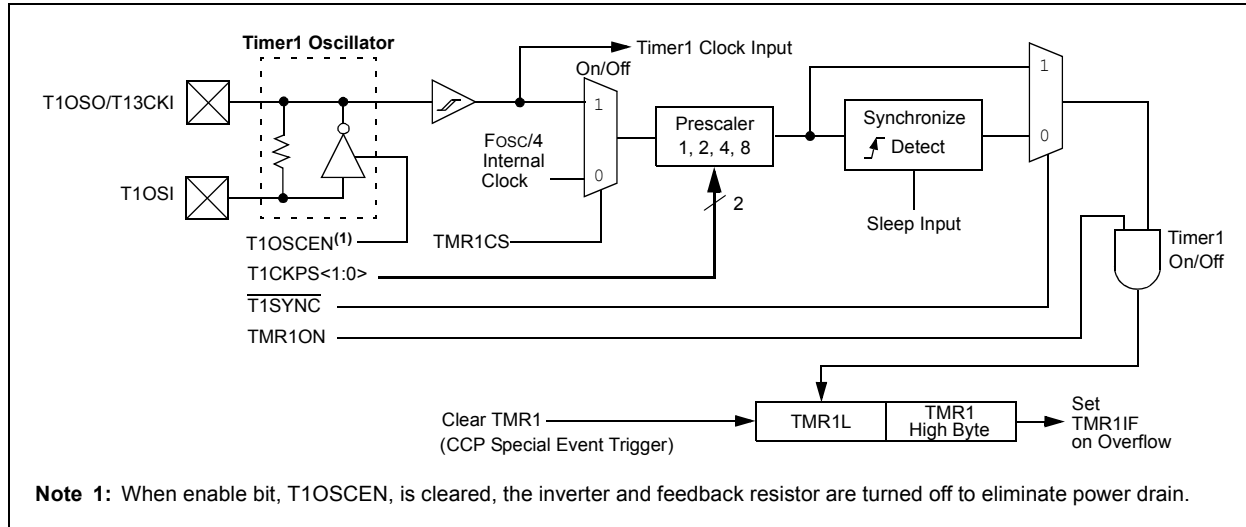 Timer1 Oscillator
Timer1 Clock Input
On/Off
T1OSO/T13CKI
1
1
Prescaler
1, 2, 4, 8
Synchronize
Detect
0
FOSC/4
Internal
Clock
0
T1OSI
2
Sleep Input
T1OSCEN(1)
TMR1CS
Timer1
On/Off
T1CKPS<1:0>
T1SYNC
TMR1ON
Clear TMR1
(CCP Special Event Trigger)
TMR1L
TMR1
High Byte
Set
TMR1IF
on Overflow
Note 1: When enable bit, T1OSCEN, is cleared, the inverter and feedback resistor are turned off to eliminate power drain.